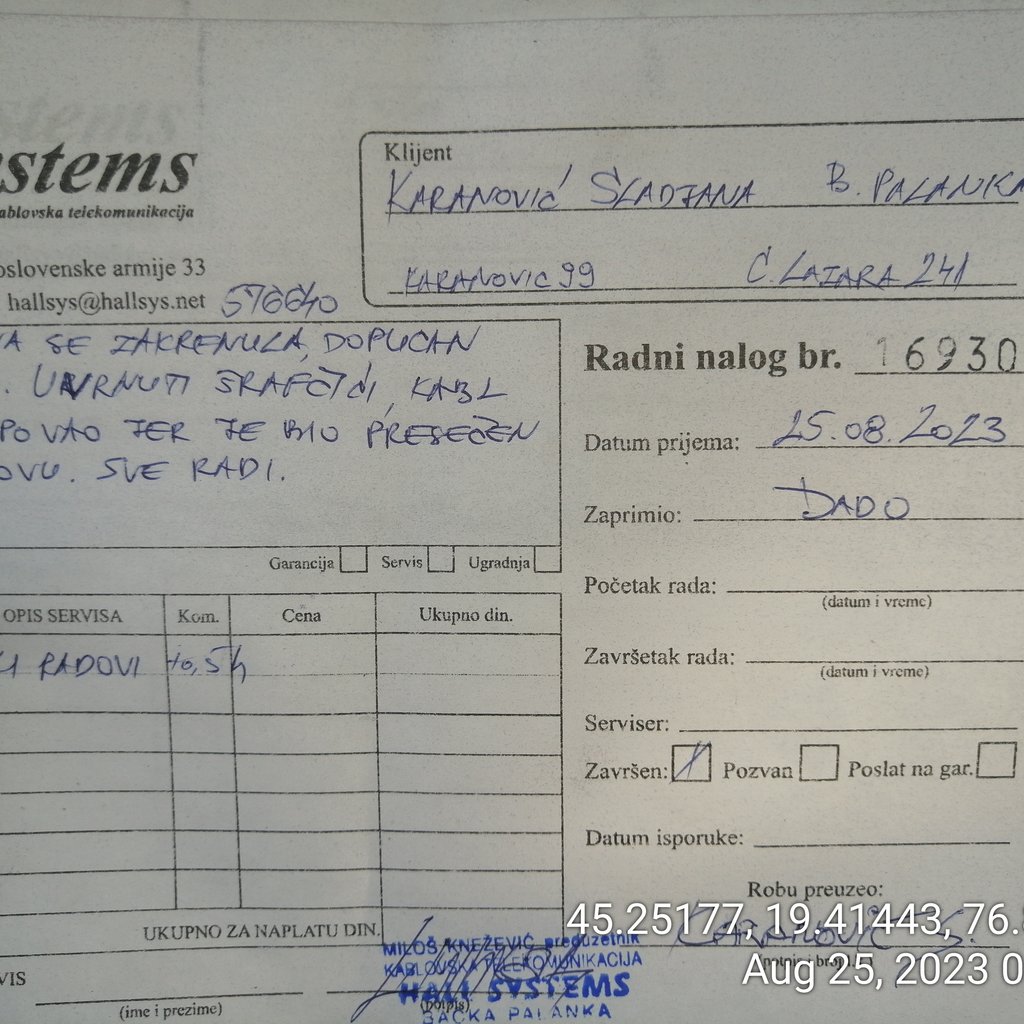 stems
Klijent
KARANOVIĆ SLADJANA B. PALANKA
ablovska telekomunikacija
oslovenske armije 33
KARANOVIC 99 Ć. LAZARA 241
hallsys@hallsys.net 576640
A SE ZAKRENULA, DOPUCAN
Radni nalog br. 16930
UVRNUTI ŠRAFČIĆI, KABL
POVAO JER JE BIO PRESEČEN
Datum prijema: 25.08.2023
OVU. SVE RADI.
Zaprimio: DADO
Garancija Servis Ugradnja
Početak rada:
(datum i vreme)
OPIS SERVISA Kom. Cena Ukupno din.
I RADOVI 0,5h
Završetak rada:
(datum i vreme)
Serviser:
Završen: Pozvan Poslat na gar.
Datum isporuke:
Robu preuzeo:
KARANOVIĆ S.
45.25177, 19.41443, 76.
UKUPNO ZA NAPLATU DIN.
MILOŠ KNEŽEVIĆ preduzetnik
KABLOVSKA TELEKOMUNIKACIJA
Aug 25, 2023 0
VIS
HALL SYSTEMS
(ime i prezime) (potpis)
BAČKA PALANKA